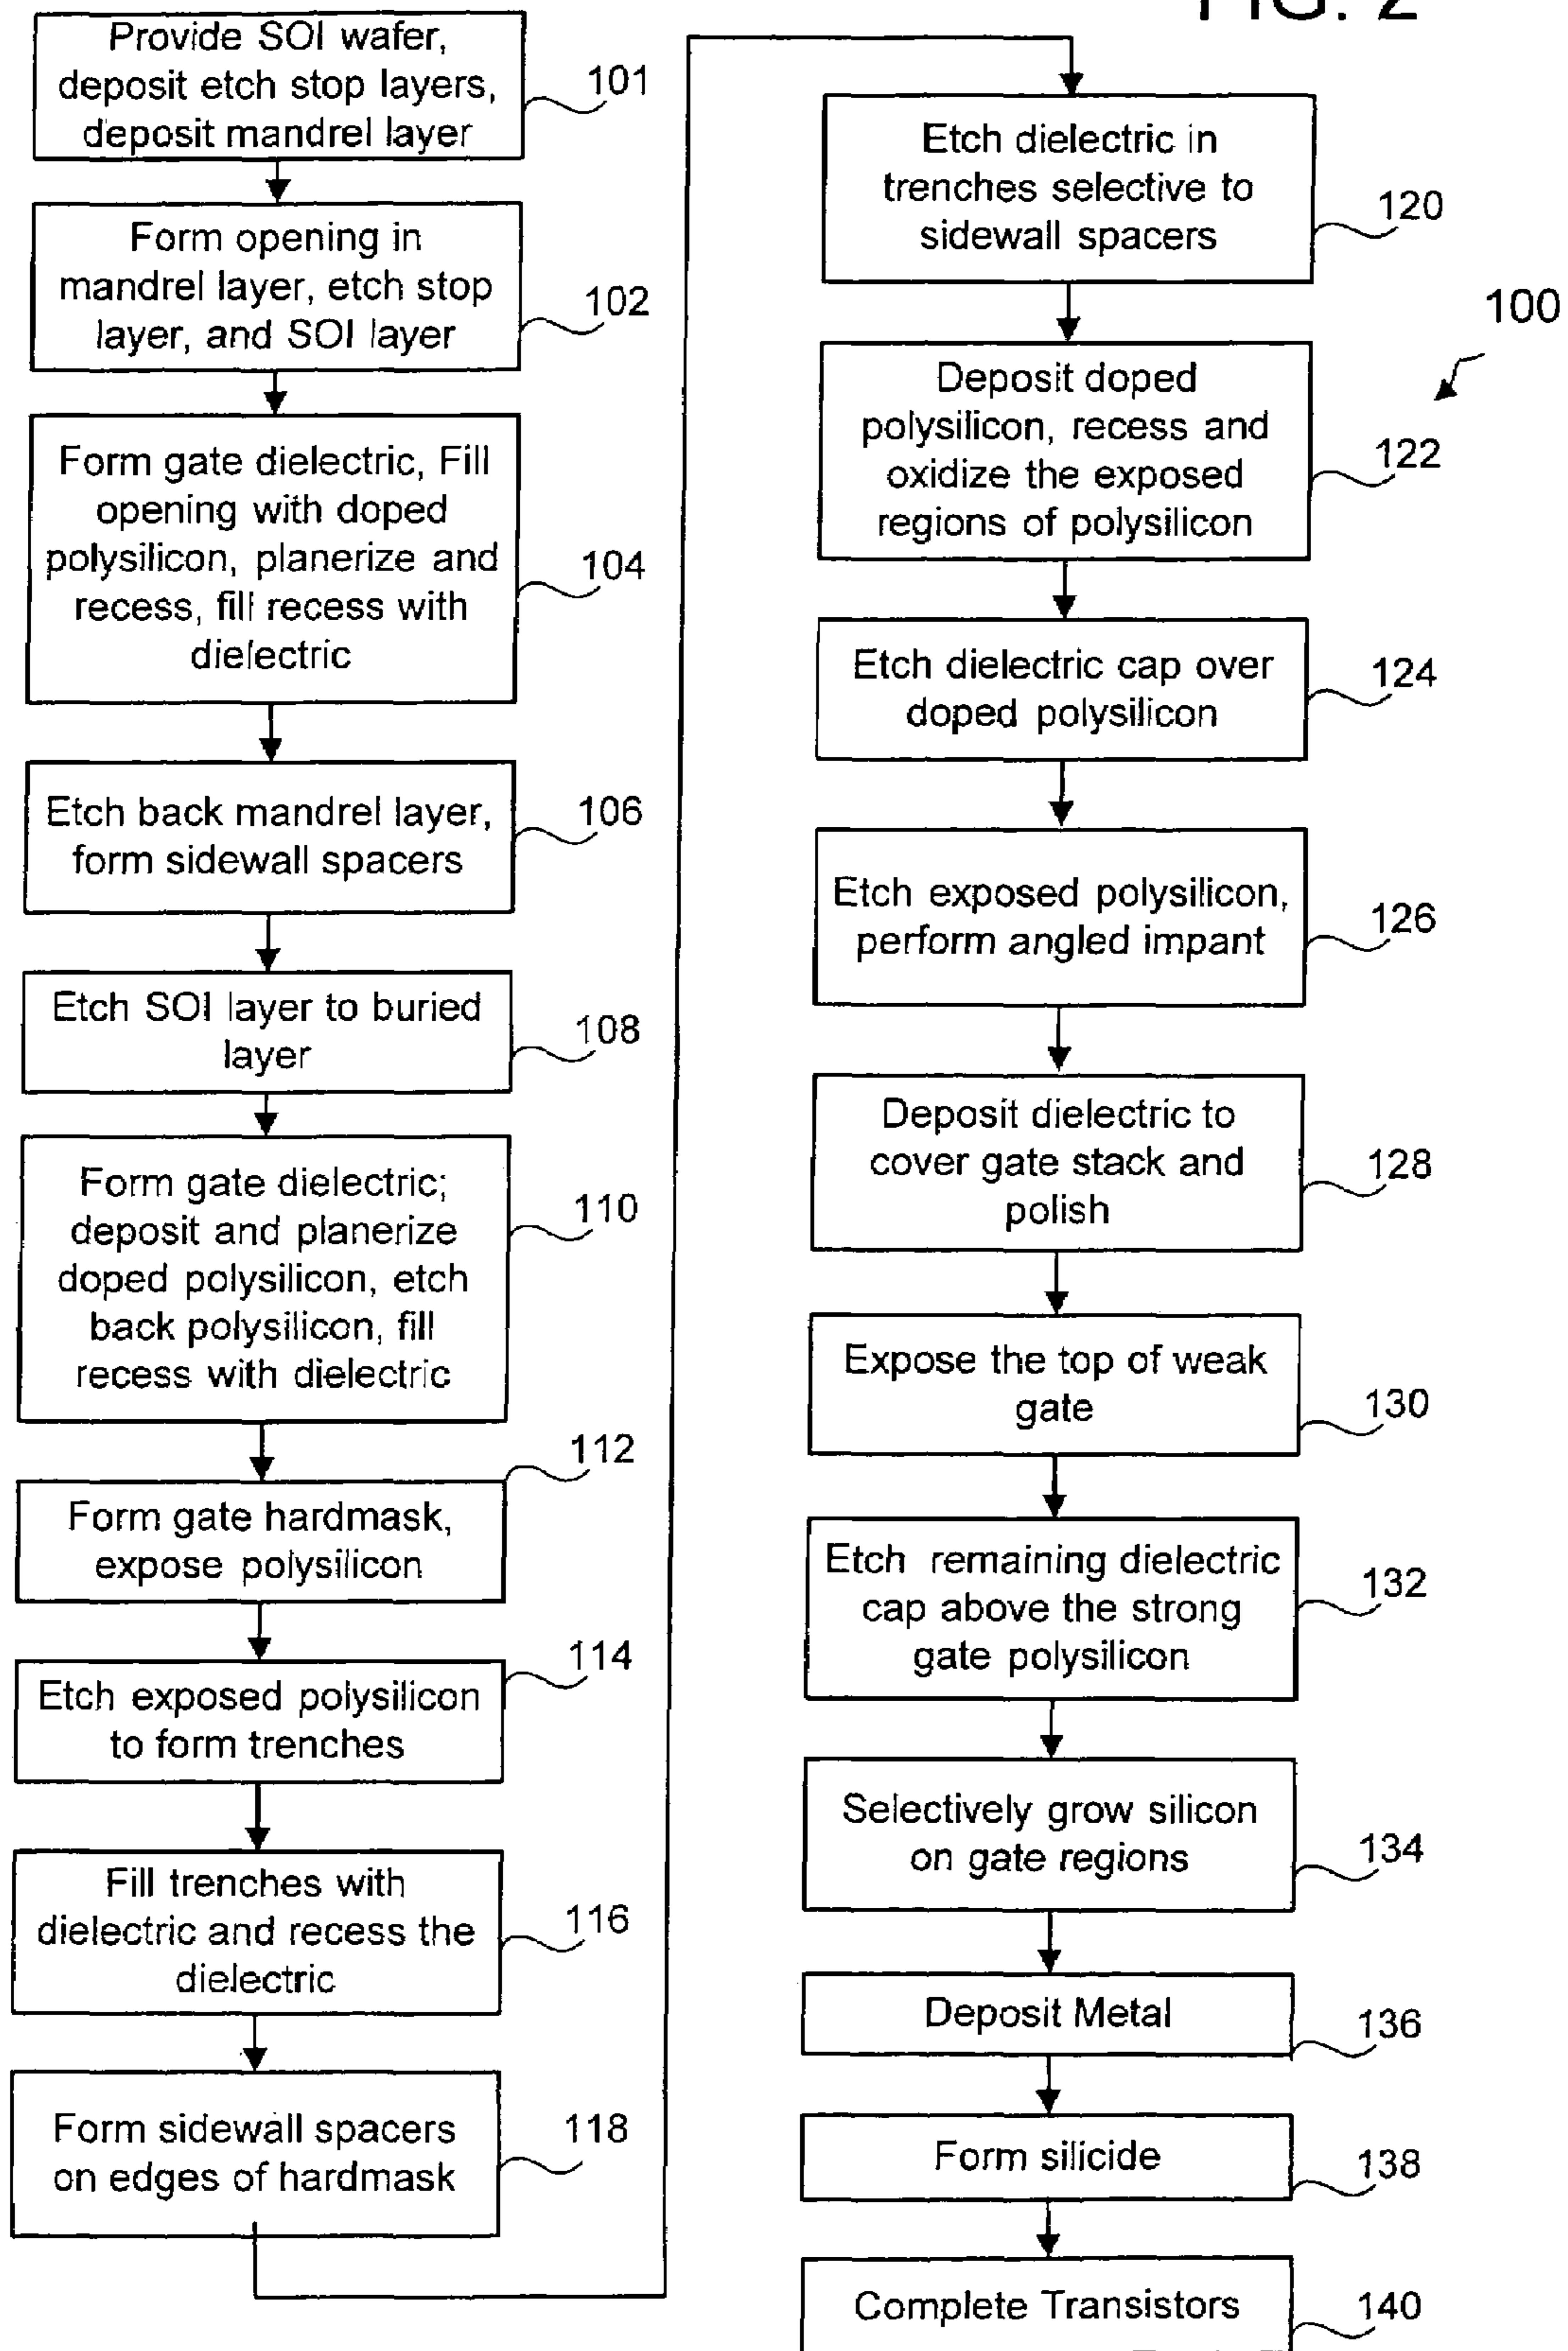 FIG. 2
Provide SOI wafer,
deposit etch stop layers,
deposit mandrel layer
101
Form opening in
mandrel layer, etch stop
layer, and SOI layer
102
Form gate dielectric, Fill
opening with doped
polysilicon, planerize and
recess, fill recess with
dielectric
104
Etch back mandrel layer,
form sidewall spacers
106
Etch SOI layer to buried
layer
108
Form gate dielectric;
deposit and planerize
doped polysilicon, etch
back polysilicon, fill
recess with dielectric
110
Form gate hardmask,
expose polysilicon
112
Etch exposed polysilicon
to form trenches
114
Fill trenches with
dielectric and recess the
dielectric
116
Form sidewall spacers
on edges of hardmask
118
Etch dielectric in
trenches selective to
sidewall spacers
120
100
Deposit doped
polysilicon, recess and
oxidize the exposed
regions of polysilicon
122
Etch dielectric cap over
doped polysilicon
124
Etch exposed polysilicon,
perform angled impant
126
Deposit dielectric to
cover gate stack and
polish
128
Expose the top of weak
gate
130
Etch remaining dielectric
cap above the strong
gate polysilicon
132
Selectively grow silicon
on gate regions
134
Deposit Metal
136
Form silicide
138
Complete Transistors
140